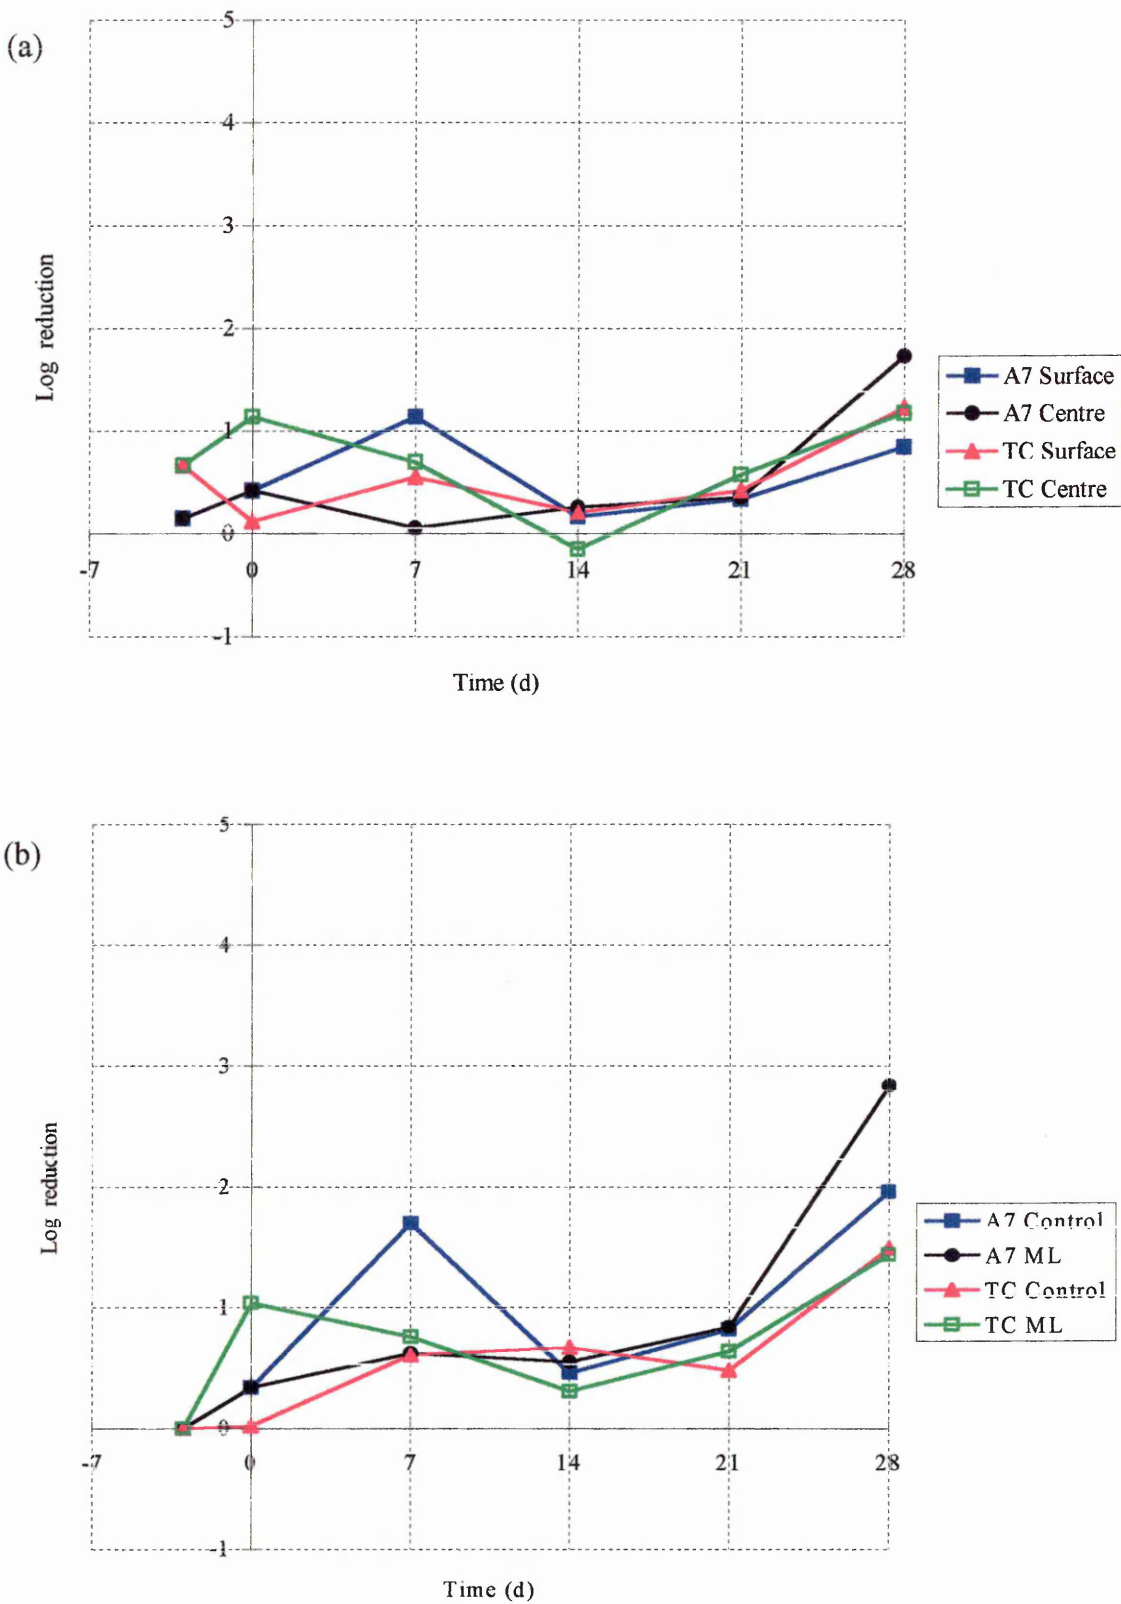 (a)
5
4
3
2
1
0
-1
-7 0 7 14 21 28
Log reduction
Time (d)
A7 Surface
A7 Centre
TC Surface
TC Centre
(b)
5
4
3
2
1
0
-1
-7 0 7 14 21 28
Log reduction
Time (d)
A7 Control
A7 ML
TC Control
TC ML